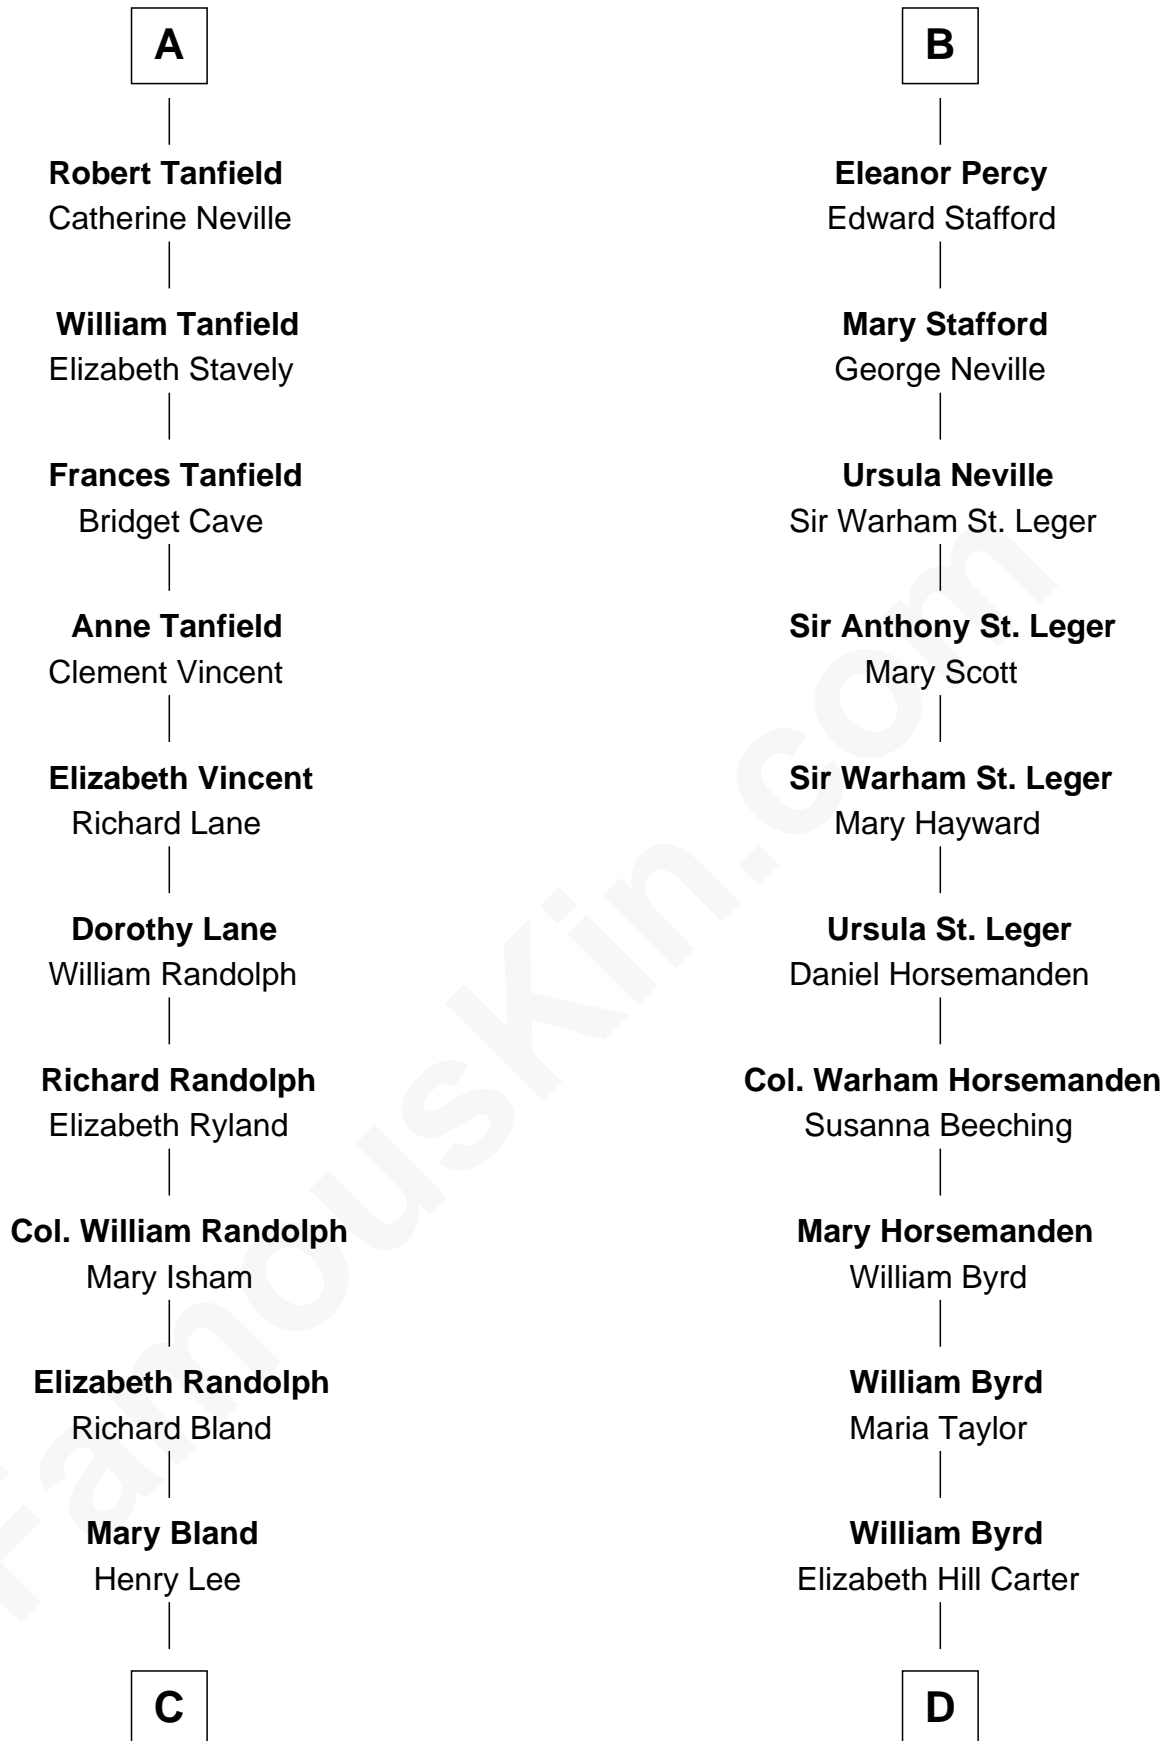 A
Robert Tanfield
Catherine Neville
William Tanfield
Elizabeth Stavely
Frances Tanfield
Bridget Cave
Anne Tanfield
Clement Vincent
Elizabeth Vincent
Richard Lane
Dorothy Lane
William Randolph
Richard Randolph
Elizabeth Ryland
Col. William Randolph
Mary Isham
Elizabeth Randolph
Richard Bland
Mary Bland
Henry Lee
C
B
Eleanor Percy
Edward Stafford
Mary Stafford
George Neville
Ursula Neville
Sir Warham St. Leger
Sir Anthony St. Leger
Mary Scott
Sir Warham St. Leger
Mary Hayward
Ursula St. Leger
Daniel Horsemanden
Col. Warham Horsemanden
Susanna Beeching
Mary Horsemanden
William Byrd
William Byrd
Maria Taylor
William Byrd
Elizabeth Hill Carter
D
FamousKin.com